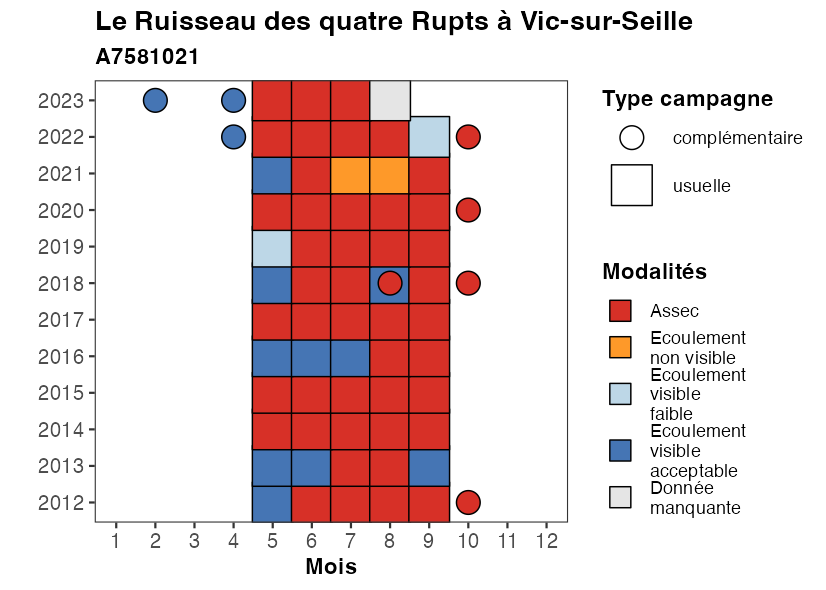 Le Ruisseau des quatre Rupts à Vic-sur-Seille
A7581021
2023
2022
2021
2020
2019
2018
2017
2016
2015
2014
2013
2012
1 2 3 4 5 6 7 8 9 10 11 12
Mois
Type campagne
complémentaire
usuelle
Modalités
Assec
Ecoulement
non visible
Ecoulement
visible
faible
Ecoulement
visible
acceptable
Donnée
manquante